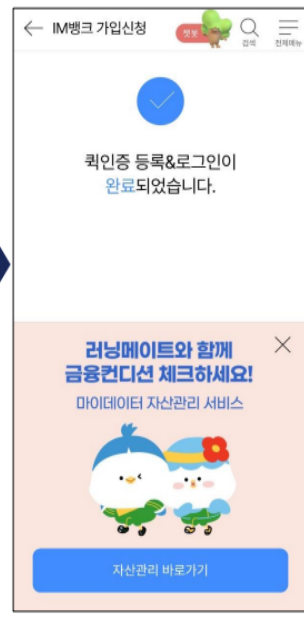 ← IM뱅크 가입신청
챗봇
검색
전체메뉴
퀵인증 등록&로그인이
완료되었습니다.
러닝메이트와 함께
금융컨디션 체크하세요!
마이데이터 자산관리 서비스
자산관리 바로가기